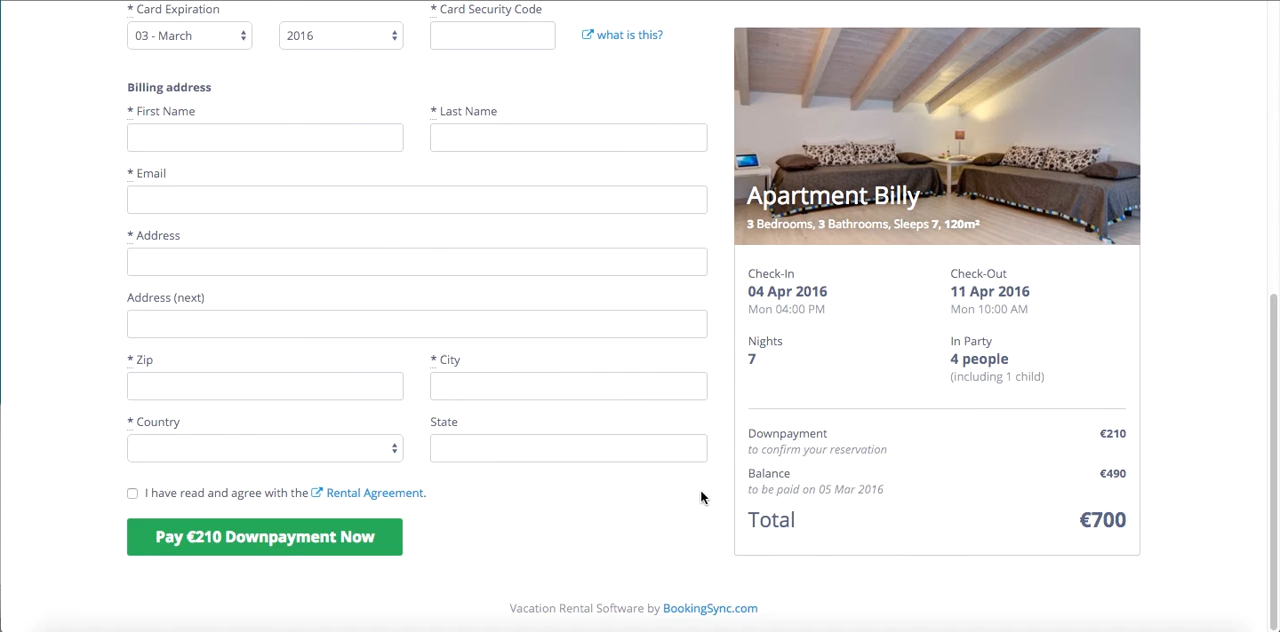 * Card Expiration
* Card Security Code
03 - March
2016
what is this?
Billing address
* First Name
* Last Name
* Email
* Address
Address (next)
* Zip
* City
* Country
State
I have read and agree with the Rental Agreement.
Pay €210 Downpayment Now
Apartment Billy
3 Bedrooms, 3 Bathrooms, Sleeps 7, 120m²
Check-In
Check-Out
04 Apr 2016
11 Apr 2016
Mon 04:00 PM
Mon 10:00 AM
Nights
In Party
7
4 people
(including 1 child)
Downpayment
€210
to confirm your reservation
Balance
€490
to be paid on 05 Mar 2016
Total
€700
Vacation Rental Software by BookingSync.com